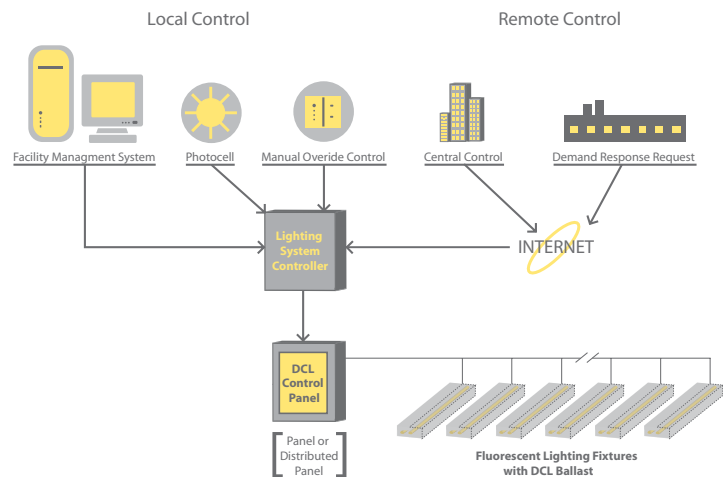 Local Control
Remote Control
Facility Managment System
Photocell
Manual Overide Control
Central Control
Demand Response Request
Lighting
System
Controller
INTERNET
DCL
Control
Panel
Panel or
Distributed
Panel
Fluorescent Lighting Fixtures
with DCL Ballast